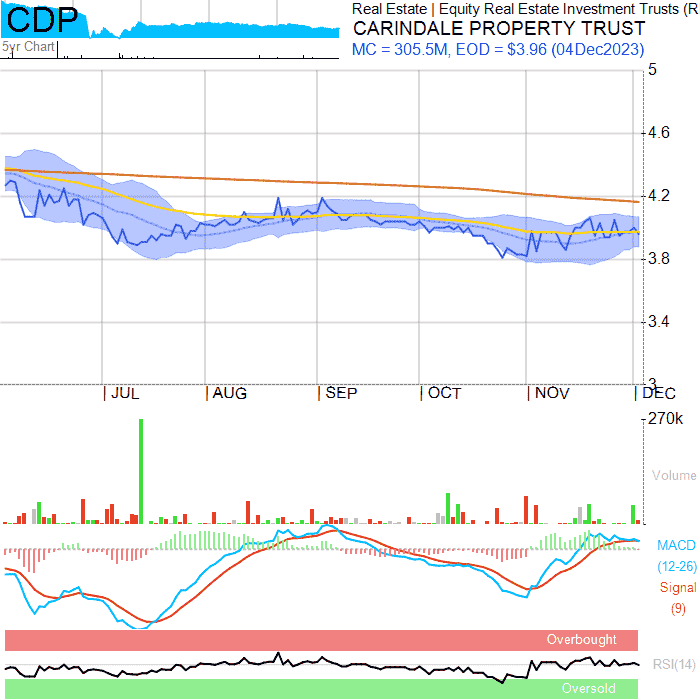 CDP
5yr Chart
Real Estate | Equity Real Estate Investment Trusts (R
CARINDALE PROPERTY TRUST
MC = 305.5M, EOD = $3.96 (04Dec2023)
5
4.6
4.2
3.8
3.4
3
| JUL | AUG | SEP | OCT | NOV | DEC
270k
Volume
MACD
(12-26)
Signal
(9)
Overbought
RSI(14)
Oversold